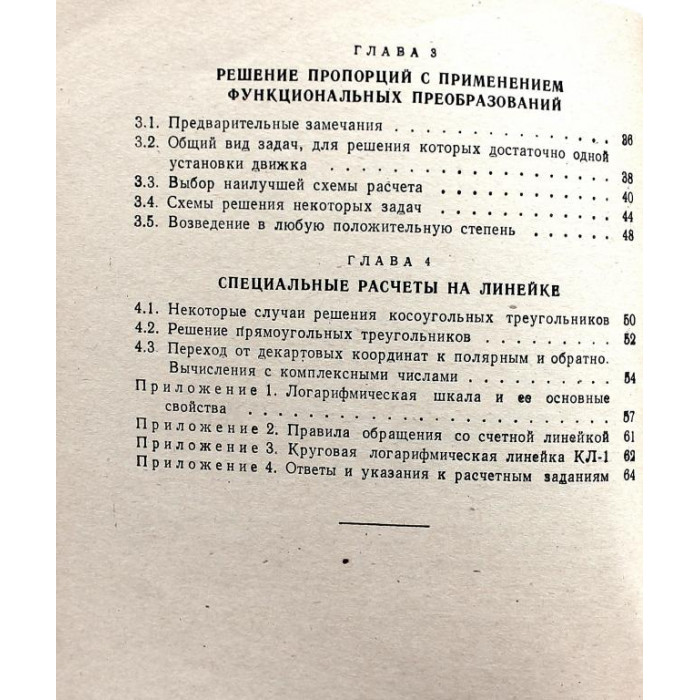 ГЛАВА 3
РЕШЕНИЕ ПРОПОРЦИЙ С ПРИМЕНЕНИЕМ
ФУНКЦИОНАЛЬНЫХ ПРЕОБРАЗОВАНИЙ
3.1. Предварительные замечания . . . . . . . . . . . . 36
3.2. Общий вид задач, для решения которых достаточно одной
установки движка . . . . . . . . . . . . . . . 38
3.3. Выбор наилучшей схемы расчета . . . . . . . . . . 40
3.4. Схемы решения некоторых задач . . . . . . . . . . 44
3.5. Возведение в любую положительную степень . . . . . 48
ГЛАВА 4
СПЕЦИАЛЬНЫЕ РАСЧЕТЫ НА ЛИНЕЙКЕ
4.1. Некоторые случаи решения косоугольных треугольников 50
4.2. Решение прямоугольных треугольников . . . . . . . . 52
4.3 Переход от декартовых координат к полярным и обратно.
Вычисления с комплексными числами . . . . . . . . 54
Приложение 1. Логарифмическая шкала и ее основные
свойства . . . . . . . . . . . . . . . . . . . 57
Приложение 2. Правила обращения со счетной линейкой 61
Приложение 3. Круговая логарифмическая линейка КЛ-1 62
Приложение 4. Ответы и указания к расчетным заданиям 64